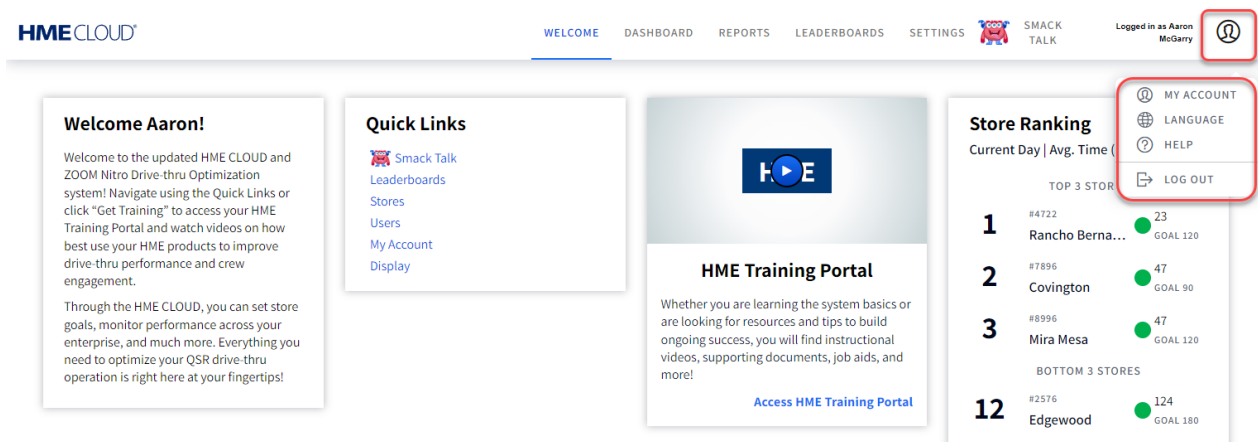 HME CLOUD®
WELCOME
DASHBOARD
REPORTS
LEADERBOARDS
SETTINGS
SMACK
TALK
Logged in as Aaron
McGarry
MY ACCOUNT
LANGUAGE
HELP
LOG OUT
Welcome Aaron!
Welcome to the updated HME CLOUD and
ZOOM Nitro Drive-thru Optimization
system! Navigate using the Quick Links or
click “Get Training” to access your HME
Training Portal and watch videos on how
best use your HME products to improve
drive-thru performance and crew
engagement.
Through the HME CLOUD, you can set store
goals, monitor performance across your
enterprise, and much more. Everything you
need to optimize your QSR drive-thru
operation is right here at your fingertips!
Quick Links
Smack Talk
Leaderboards
Stores
Users
My Account
Display
HME
HME Training Portal
Whether you are learning the system basics or
are looking for resources and tips to build
ongoing success, you will find instructional
videos, supporting documents, job aids, and
more!
Access HME Training Portal
Store Ranking
Current Day | Avg. Time (
TOP 3 STOR
1
#4722
Rancho Berna...
23
GOAL 120
2
#7896
Covington
47
GOAL 90
3
#8996
Mira Mesa
47
GOAL 120
BOTTOM 3 STORES
12
#2576
Edgewood
124
GOAL 180